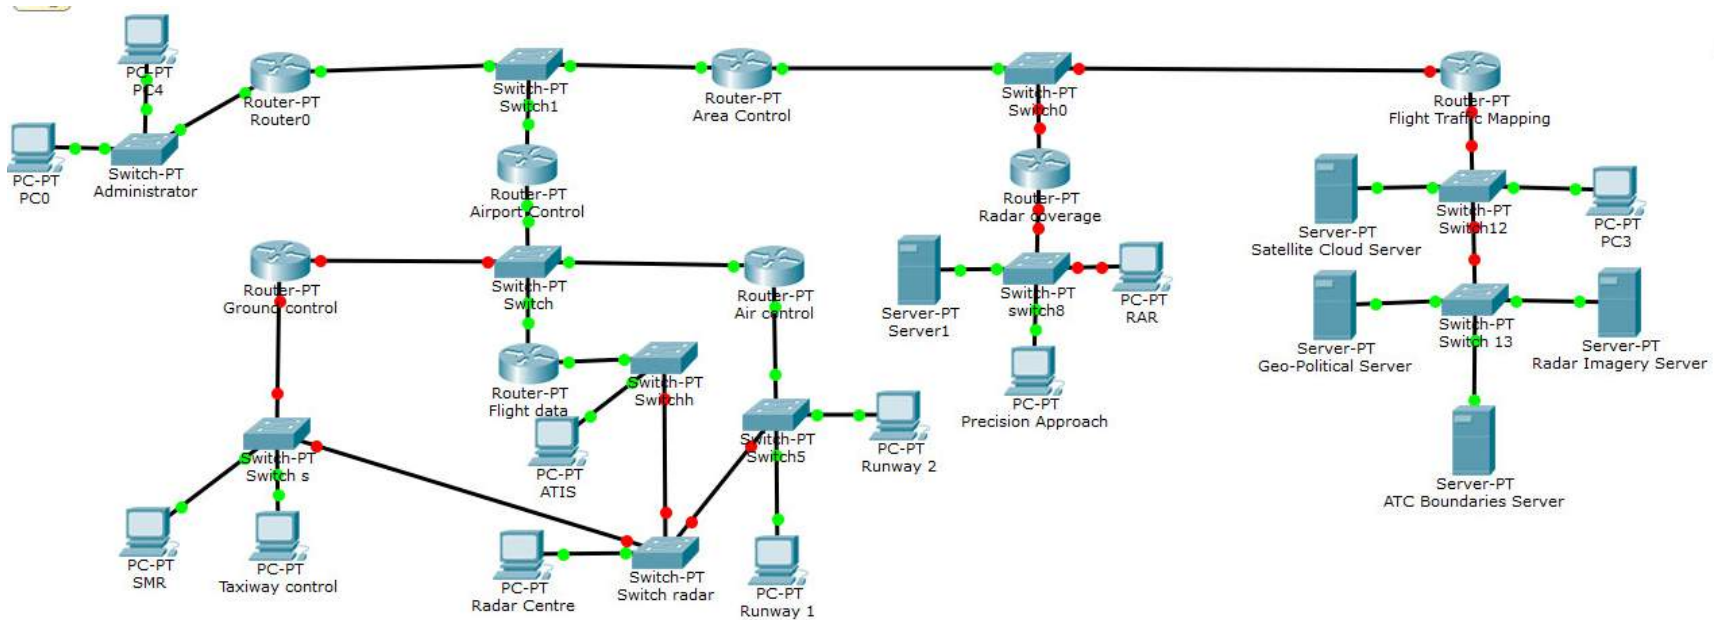 PC-PT
PC4
Router-PT
Router0
PC-PT
PC0
Switch-PT
Administrator
Switch-PT
Switch1
Router-PT
Area Control
Switch-PT
Switch0
Router-PT
Flight Traffic Mapping
Router-PT
Airport Control
Router-PT
Radar coverage
Server-PT
Satellite Cloud Server
Switch-PT
Switch12
PC-PT
PC3
Router-PT
Ground control
Switch-PT
Switch
Router-PT
Air control
Server-PT
Server1
Switch-PT
switch8
PC-PT
RAR
Server-PT
Geo-Political Server
Switch-PT
Switch 13
Server-PT
Radar Imagery Server
Router-PT
Flight data
Switch-PT
Switchh
PC-PT
Precision Approach
Switch-PT
Switch s
PC-PT
ATIS
Switch-PT
Switch5
PC-PT
Runway 2
Server-PT
ATC Boundaries Server
PC-PT
SMR
PC-PT
Taxiway control
PC-PT
Radar Centre
Switch-PT
Switch radar
PC-PT
Runway 1